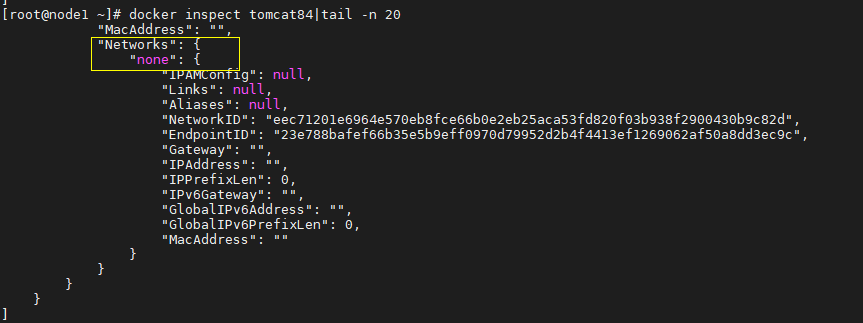 ]
[root@node1 ~]# docker inspect tomcat84|tail -n 20
            "MacAddress": "",
            "Networks": {
                "none": {
                    "IPAMConfig": null,
                    "Links": null,
                    "Aliases": null,
                    "NetworkID": "eec71201e6964e570eb8fce66b0e2eb25aca53fd820f03b938f2900430b9c82d",
                    "EndpointID": "23e788bafef66b35e5b9eff0970d79952d2b4f4413ef1269062af50a8dd3ec9c",
                    "Gateway": "",
                    "IPAddress": "",
                    "IPPrefixLen": 0,
                    "IPv6Gateway": "",
                    "GlobalIPv6Address": "",
                    "GlobalIPv6PrefixLen": 0,
                    "MacAddress": ""
                }
            }
        }
    }
]